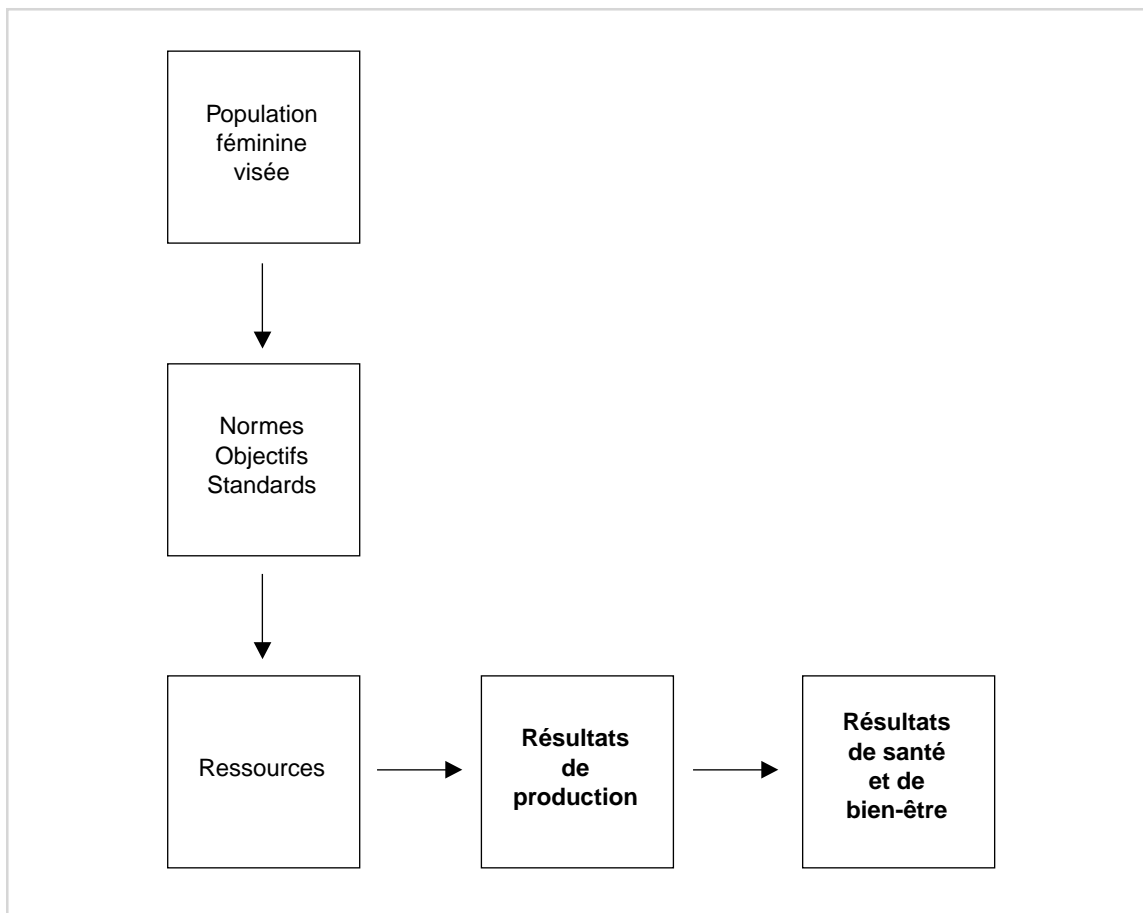 Population
féminine
visée
Normes
Objectifs
Standards
Ressources
Résultats
de
production
Résultats
de santé
et de
bien-être